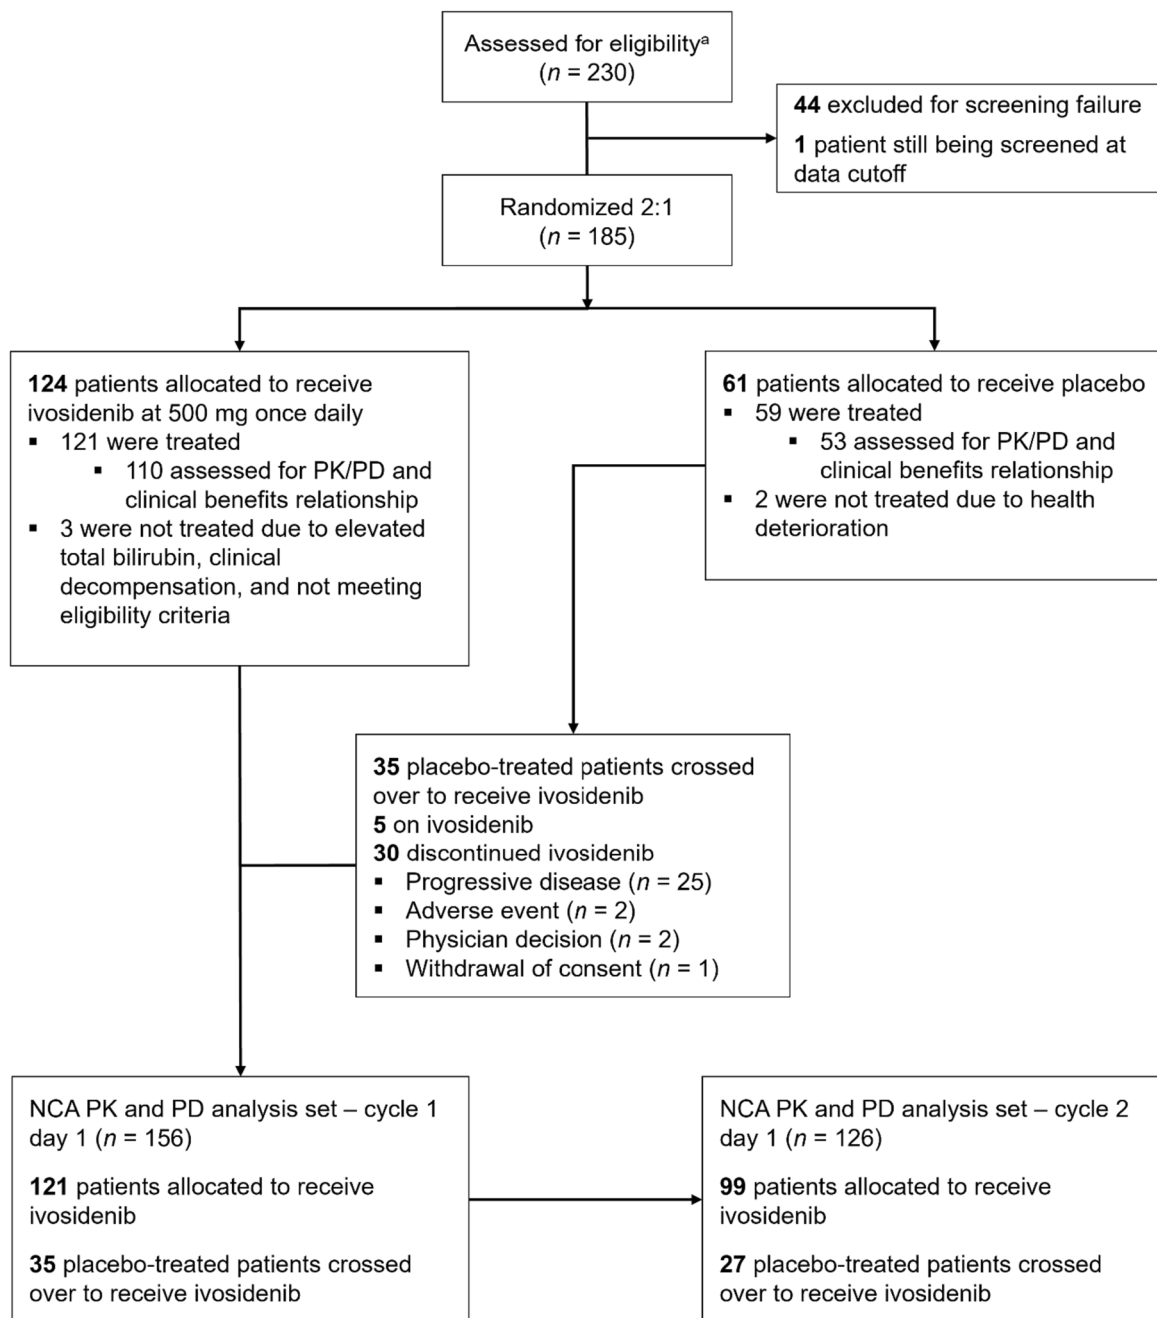 Assessed for eligibilityᵃ
(n = 230)
44 excluded for screening failure
1 patient still being screened at
data cutoff
Randomized 2:1
(n = 185)
124 patients allocated to receive
ivosidenib at 500 mg once daily
▪ 121 were treated
▪ 110 assessed for PK/PD and
clinical benefits relationship
▪ 3 were not treated due to elevated
total bilirubin, clinical
decompensation, and not meeting
eligibility criteria
61 patients allocated to receive placebo
▪ 59 were treated
▪ 53 assessed for PK/PD and
clinical benefits relationship
▪ 2 were not treated due to health
deterioration
35 placebo-treated patients crossed
over to receive ivosidenib
5 on ivosidenib
30 discontinued ivosidenib
▪ Progressive disease (n = 25)
▪ Adverse event (n = 2)
▪ Physician decision (n = 2)
▪ Withdrawal of consent (n = 1)
NCA PK and PD analysis set – cycle 1
day 1 (n = 156)
121 patients allocated to receive
ivosidenib
35 placebo-treated patients crossed
over to receive ivosidenib
NCA PK and PD analysis set – cycle 2
day 1 (n = 126)
99 patients allocated to receive
ivosidenib
27 placebo-treated patients crossed
over to receive ivosidenib